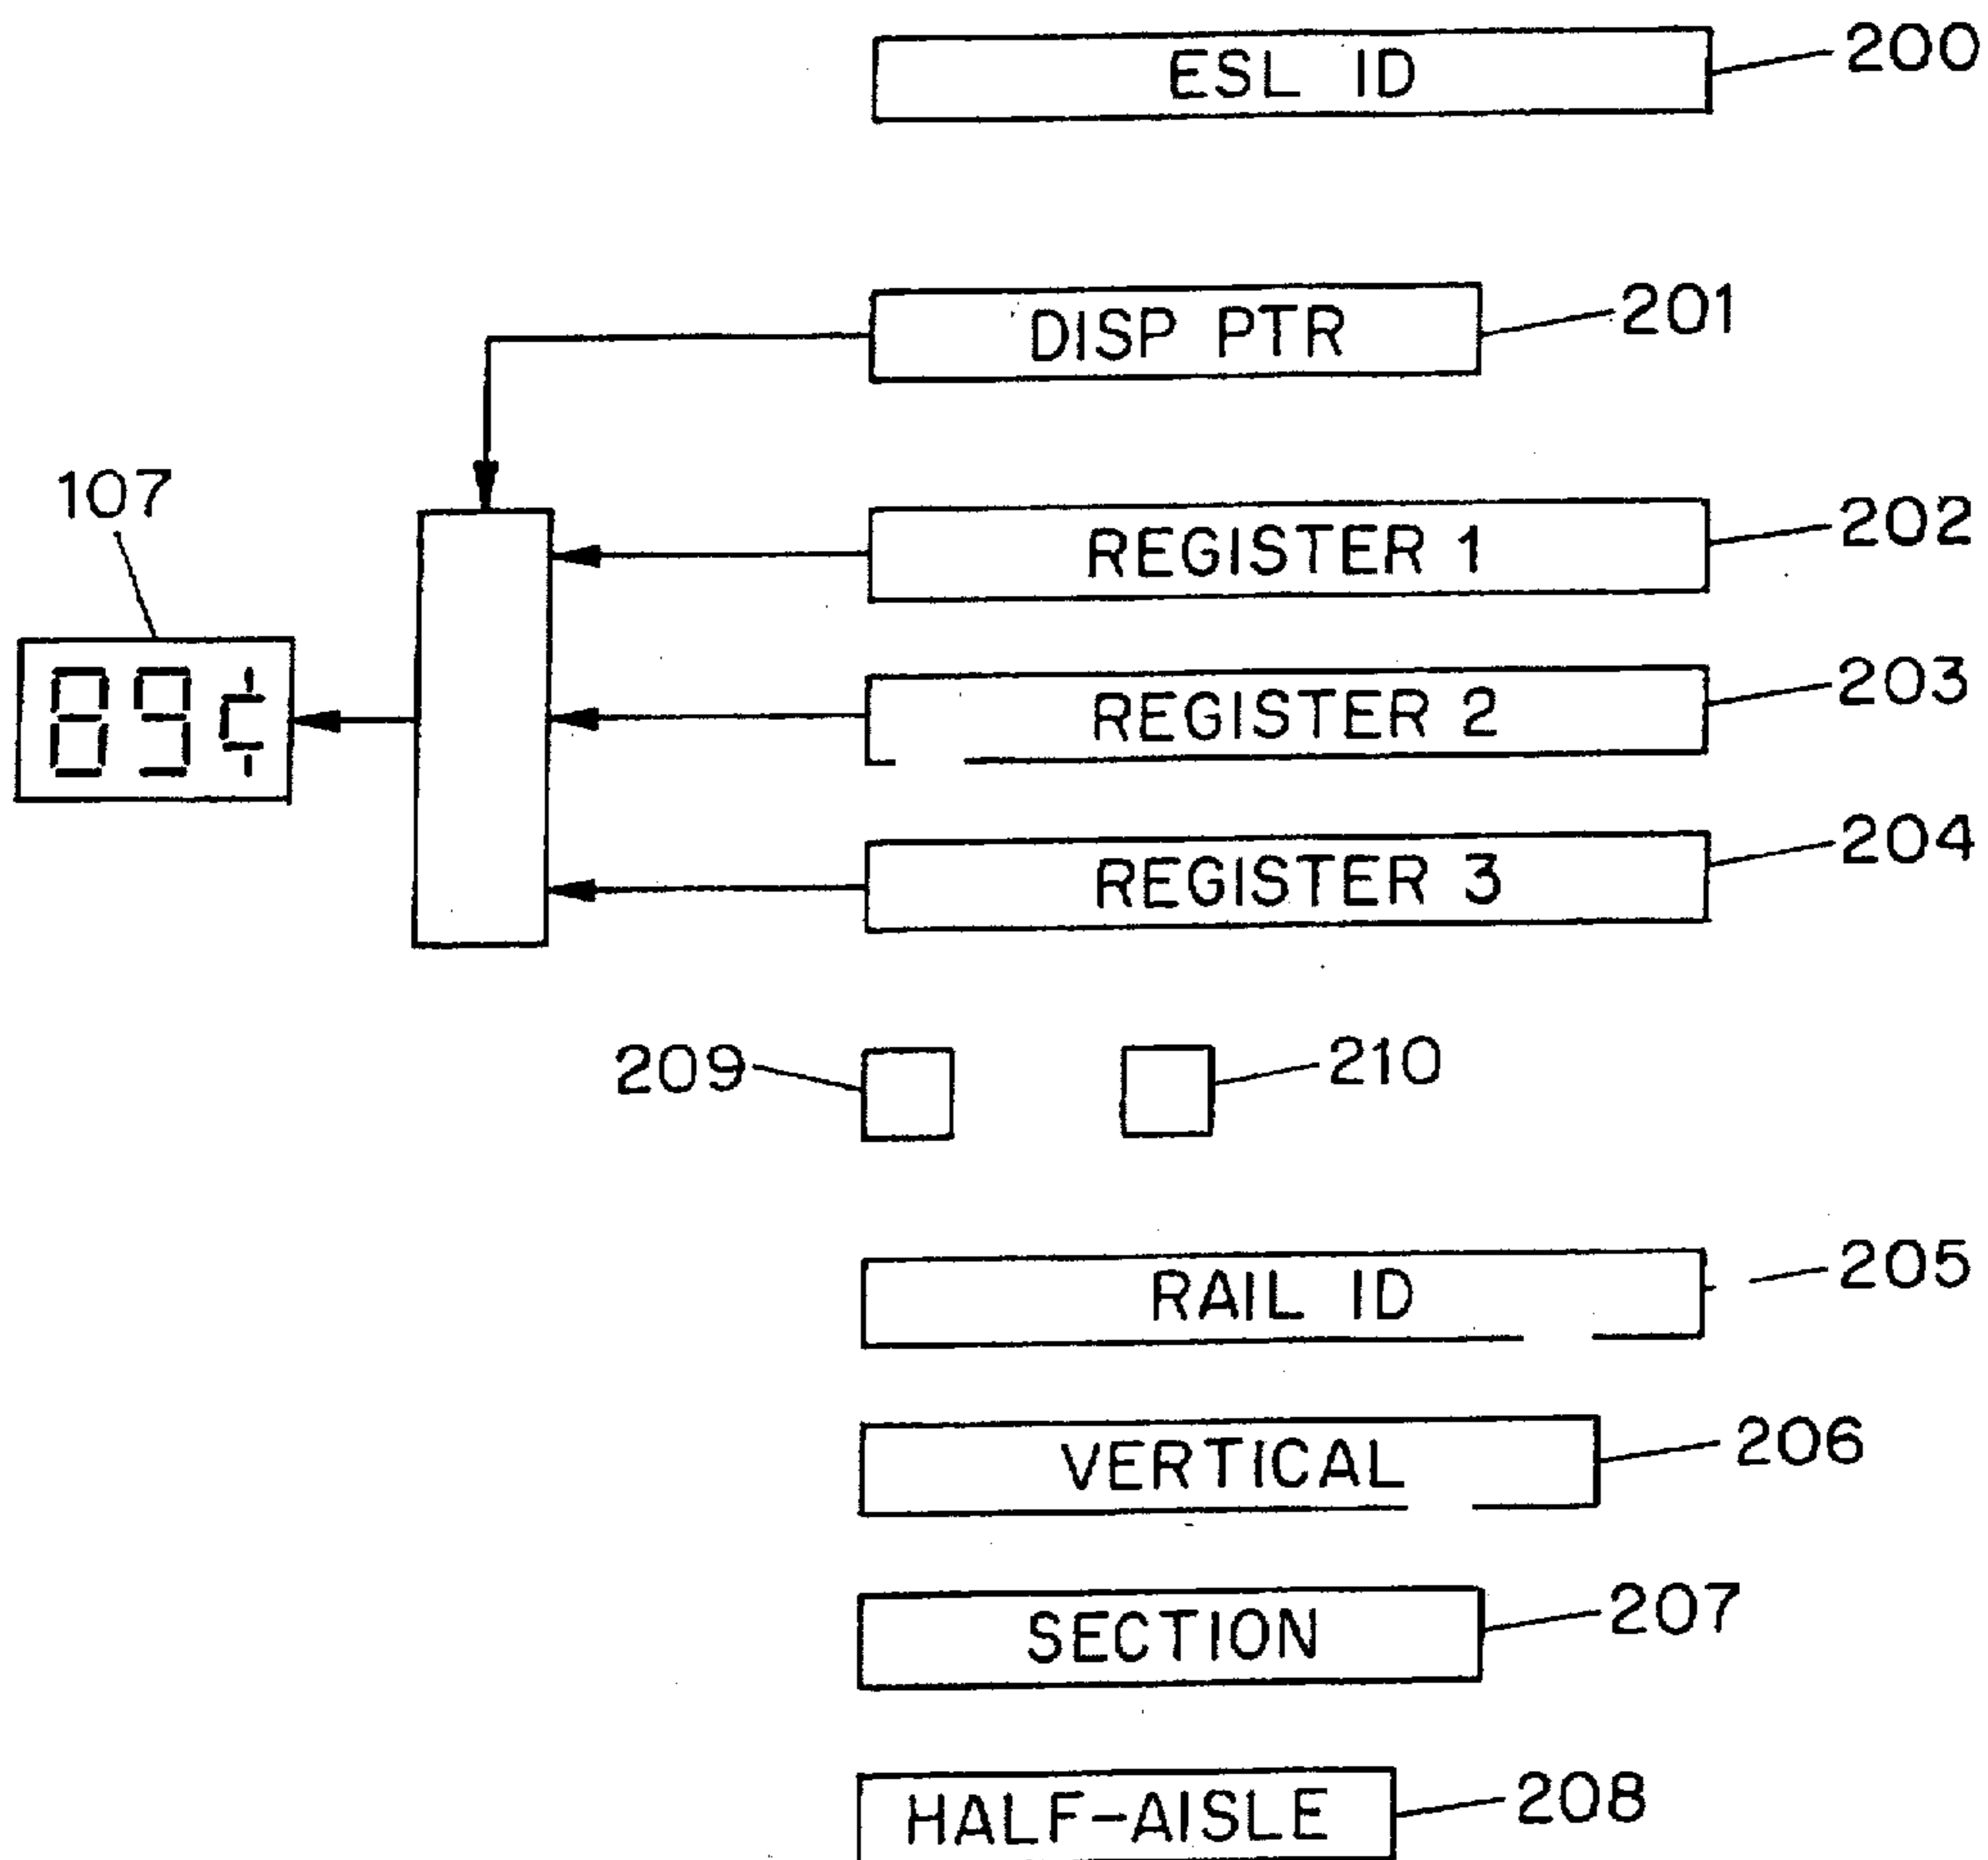 ESL ID 200
DISP PTR 201
107
REGISTER 1 202
89¢
REGISTER 2 203
REGISTER 3 204
209 210
RAIL ID 205
VERTICAL 206
SECTION 207
HALF-AISLE 208